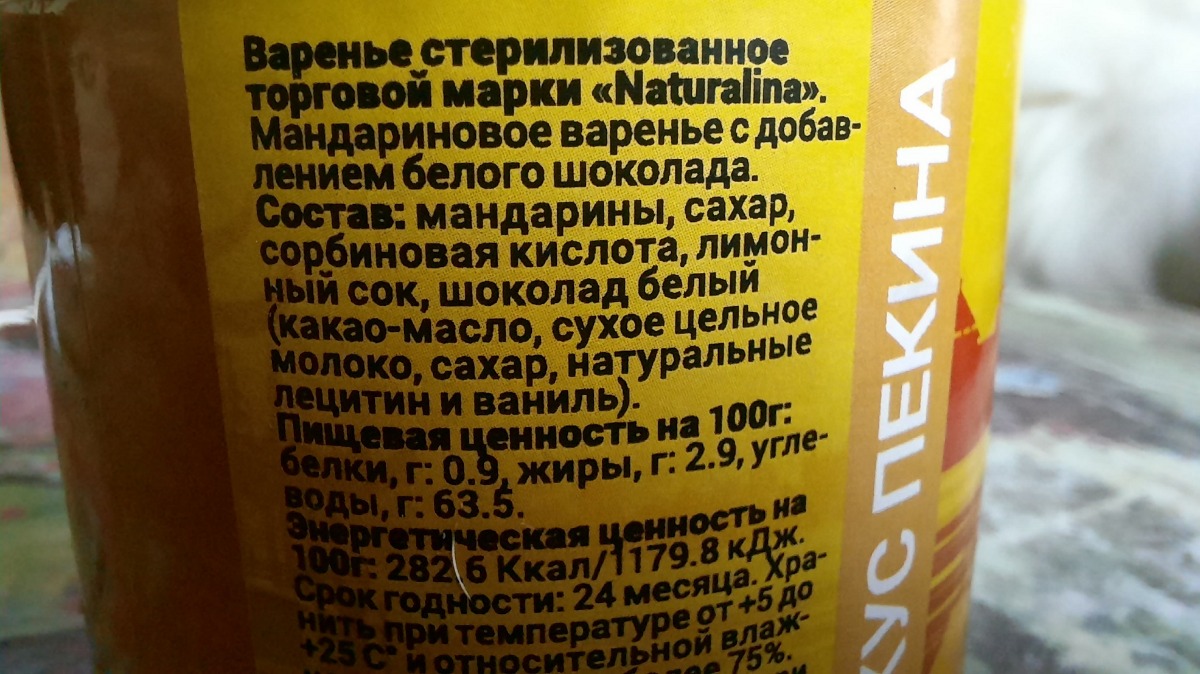 Варенье стерилизованное
торговой марки «Naturalina».
Мандариновое варенье с добав-
лением белого шоколада.
Состав: мандарины, сахар,
сорбиновая кислота, лимон-
ный сок, шоколад белый
(какао-масло, сухое цельное
молоко, сахар, натуральные
лецитин и ваниль).
Пищевая ценность на 100г:
белки, г: 0.9, жиры, г: 2.9, угле-
воды, г: 63.5.
Энергетическая ценность на
100г: 282.6 Ккал/1179.8 кДж.
Срок годности: 24 месяца. Хра-
нить при температуре от +5 до
+25 С° и относительной влаж-
75%.
КУС ПЕКИНА